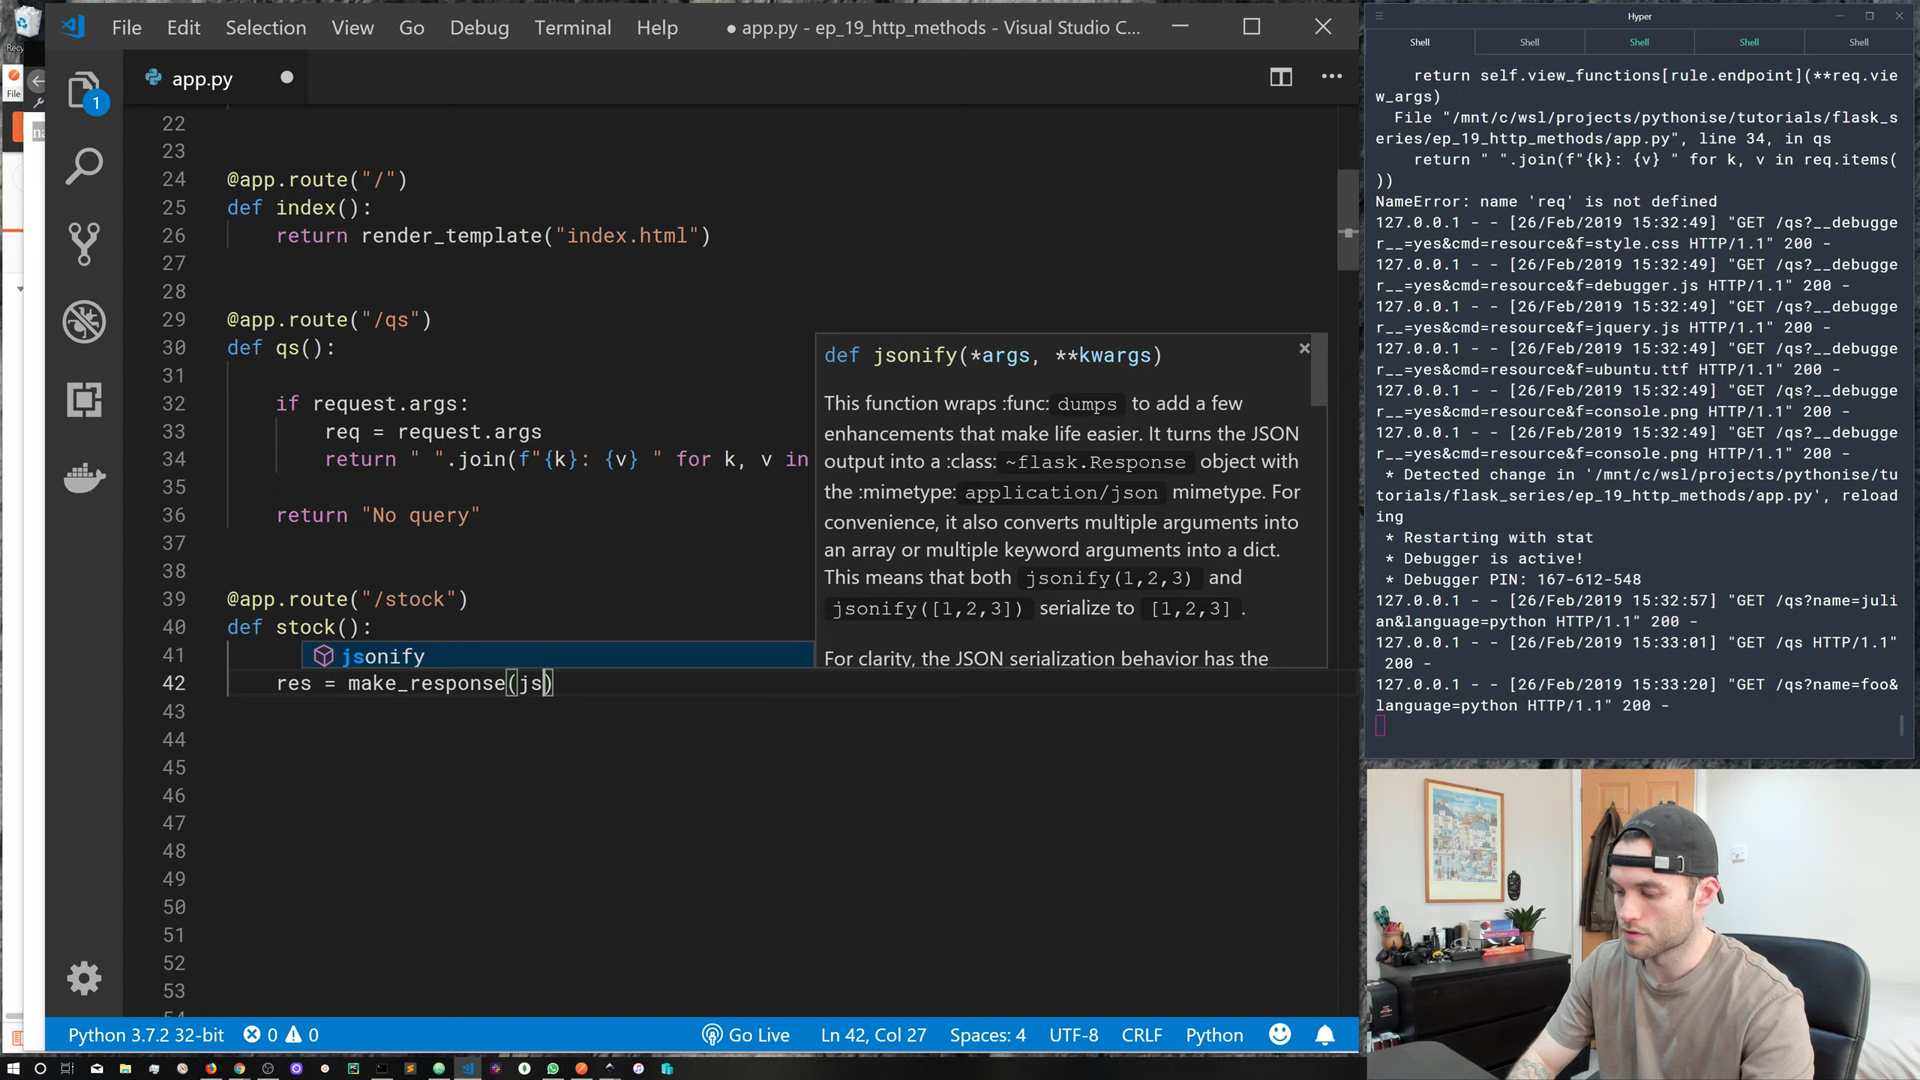 File Edit Selection View Go Debug Terminal Help ● app.py - ep_19_http_methods - Visual Studio C...
app.py
1
22
23
24 @app.route("/")
25 def index():
26 return render_template("index.html")
27
28
29 @app.route("/qs")
30 def qs():
31
32 if request.args:
33 req = request.args
34 return " ".join(f"{k}: {v} " for k, v in
35
36 return "No query"
37
38
39 @app.route("/stock")
40 def stock():
41 jsonify
42 res = make_response(js)
43
44
45
46
47
48
49
50
51
52
53
def jsonify(*args, **kwargs)
This function wraps :func: dumps to add a few
enhancements that make life easier. It turns the JSON
output into a :class: ~flask.Response object with
the :mimetype: application/json mimetype. For
convenience, it also converts multiple arguments into
an array or multiple keyword arguments into a dict.
This means that both jsonify(1,2,3) and
jsonify([1,2,3]) serialize to [1,2,3] .
For clarity, the JSON serialization behavior has the
Python 3.7.2 32-bit 0 0 Go Live Ln 42, Col 27 Spaces: 4 UTF-8 CRLF Python
File
Hyper
Shell Shell Shell Shell Shell
return self.view_functions[rule.endpoint](**req.vie
w_args)
File "/mnt/c/wsl/projects/pythonise/tutorials/flask_s
eries/ep_19_http_methods/app.py", line 34, in qs
return " ".join(f"{k}: {v} " for k, v in req.items(
))
NameError: name 'req' is not defined
127.0.0.1 - - [26/Feb/2019 15:32:49] "GET /qs?__debugge
r__=yes&cmd=resource&f=style.css HTTP/1.1" 200 -
127.0.0.1 - - [26/Feb/2019 15:32:49] "GET /qs?__debugge
r__=yes&cmd=resource&f=debugger.js HTTP/1.1" 200 -
127.0.0.1 - - [26/Feb/2019 15:32:49] "GET /qs?__debugge
r__=yes&cmd=resource&f=jquery.js HTTP/1.1" 200 -
127.0.0.1 - - [26/Feb/2019 15:32:49] "GET /qs?__debugge
r__=yes&cmd=resource&f=ubuntu.ttf HTTP/1.1" 200 -
127.0.0.1 - - [26/Feb/2019 15:32:49] "GET /qs?__debugge
r__=yes&cmd=resource&f=console.png HTTP/1.1" 200 -
127.0.0.1 - - [26/Feb/2019 15:32:49] "GET /qs?__debugge
r__=yes&cmd=resource&f=console.png HTTP/1.1" 200 -
* Detected change in '/mnt/c/wsl/projects/pythonise/tu
torials/flask_series/ep_19_http_methods/app.py', reload
ing
* Restarting with stat
* Debugger is active!
* Debugger PIN: 167-612-548
127.0.0.1 - - [26/Feb/2019 15:32:57] "GET /qs?name=juli
an&language=python HTTP/1.1" 200 -
127.0.0.1 - - [26/Feb/2019 15:33:01] "GET /qs HTTP/1.1"
200 -
127.0.0.1 - - [26/Feb/2019 15:33:20] "GET /qs?name=foo&
language=python HTTP/1.1" 200 -